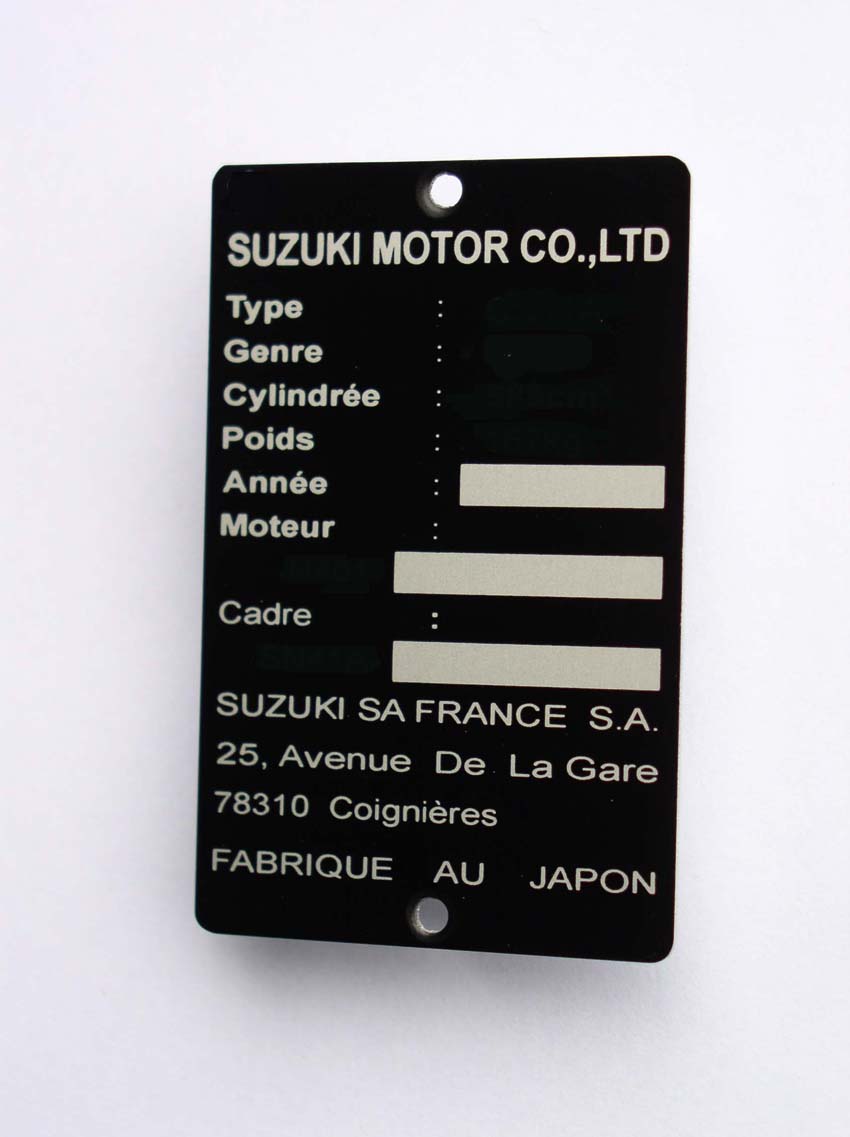 SUZUKI MOTOR CO.,LTD
Type :
Genre :
Cylindrée :
Poids :
Année :
Moteur :
Cadre :
SUZUKI SA FRANCE S.A.
25, Avenue De La Gare
78310 Coignières
FABRIQUE AU JAPON